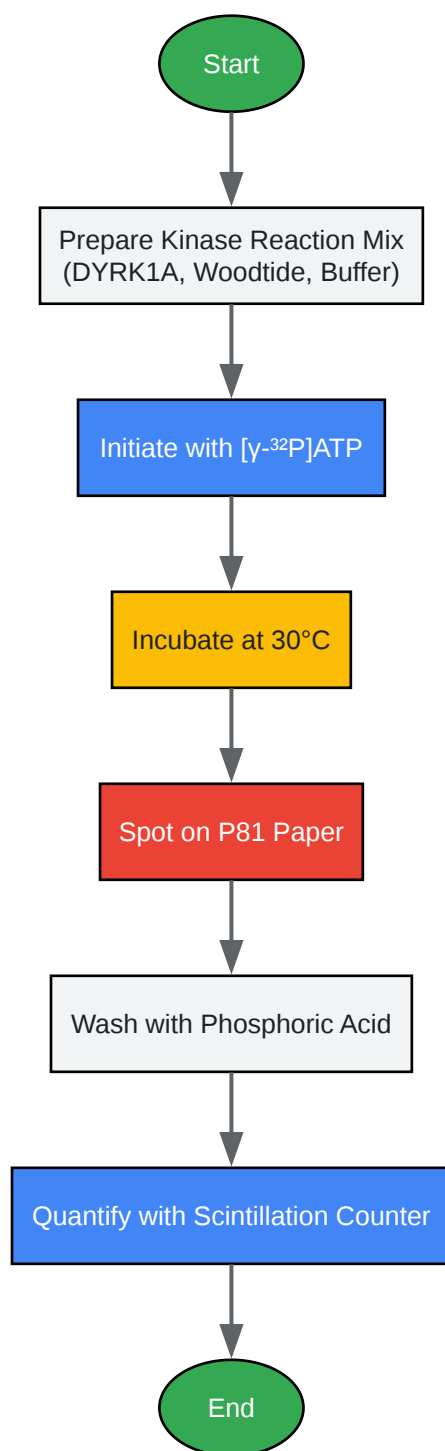 Start
Prepare Kinase Reaction Mix
(DYRK1A, Woodtide, Buffer)
Initiate with [γ-³²P]ATP
Incubate at 30°C
Spot on P81 Paper
Wash with Phosphoric Acid
Quantify with Scintillation Counter
End